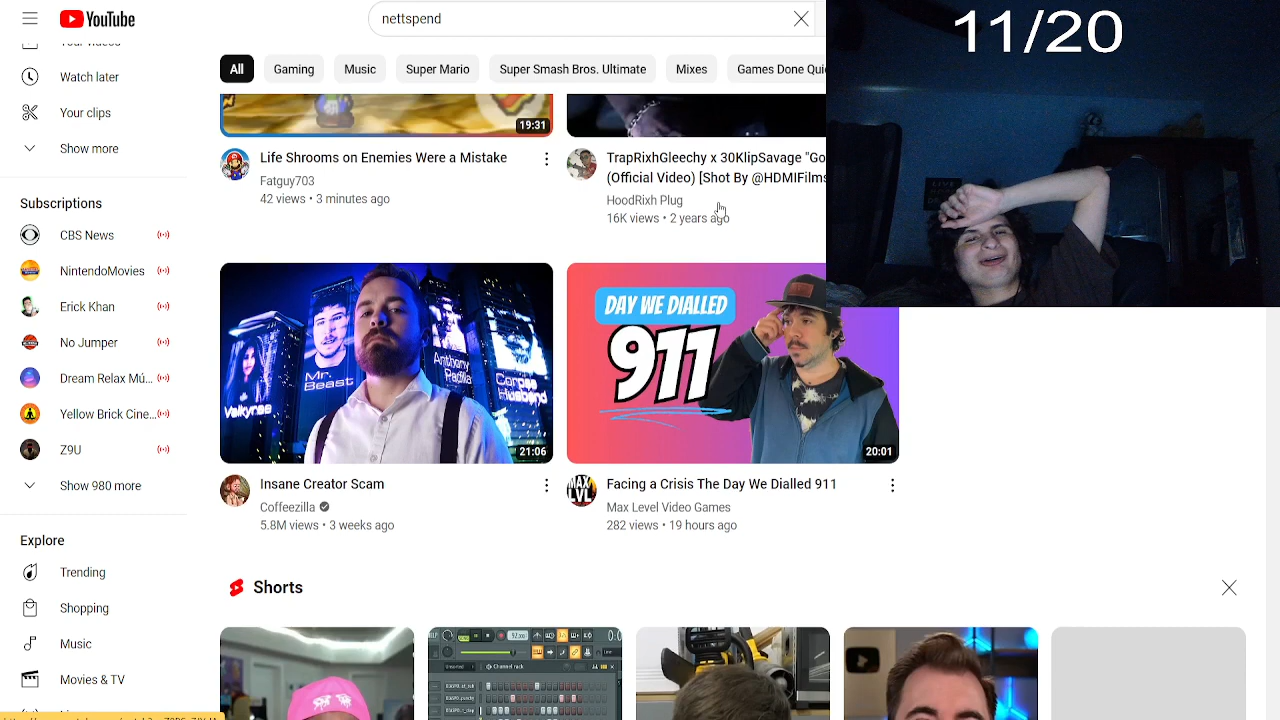 YouTube
nettspend
11/20
Your videos
Watch later
Your clips
Show more
Subscriptions
CBS News
NintendoMovies
Erick Khan
No Jumper
Dream Relax Mú...
Yellow Brick Cine...
Z9U
Show 980 more
Explore
Trending
Shopping
Music
Movies & TV
All
Gaming
Music
Super Mario
Super Smash Bros. Ultimate
Mixes
Games Done Qui
19:31
Life Shrooms on Enemies Were a Mistake
Fatguy703
42 views • 3 minutes ago
TrapRixhGleechy x 30KlipSavage "Go
(Official Video) [Shot By @HDMIFilms
HoodRixh Plug
16K views • 2 years ago
Valkyrae
Mr.
Beast
Anthony
Padilla
Corpse
Husband
21:06
Insane Creator Scam
Coffeezilla
5.8M views • 3 weeks ago
DAY WE DIALLED
911
20:01
MAX
LVL
Facing a Crisis The Day We Dialled 911
Max Level Video Games
282 views • 19 hours ago
Shorts
Channel rack